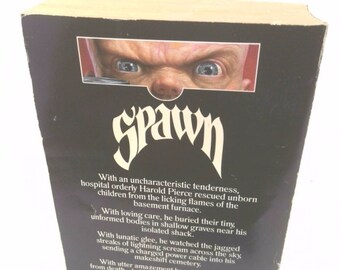 Spawn
With an uncharacteristic tenderness,
hospital orderly Harold Pierce rescued unborn
children from the licking flames of the
basement furnace.
With loving care, he buried their tiny,
unformed bodies in shallow graves near his
isolated shack.
With lunatic glee, he watched the jagged
streaks of lightning scream across the sky,
sending a charged power cable into his
makeshift cemetery.
With utter amazement h
from death